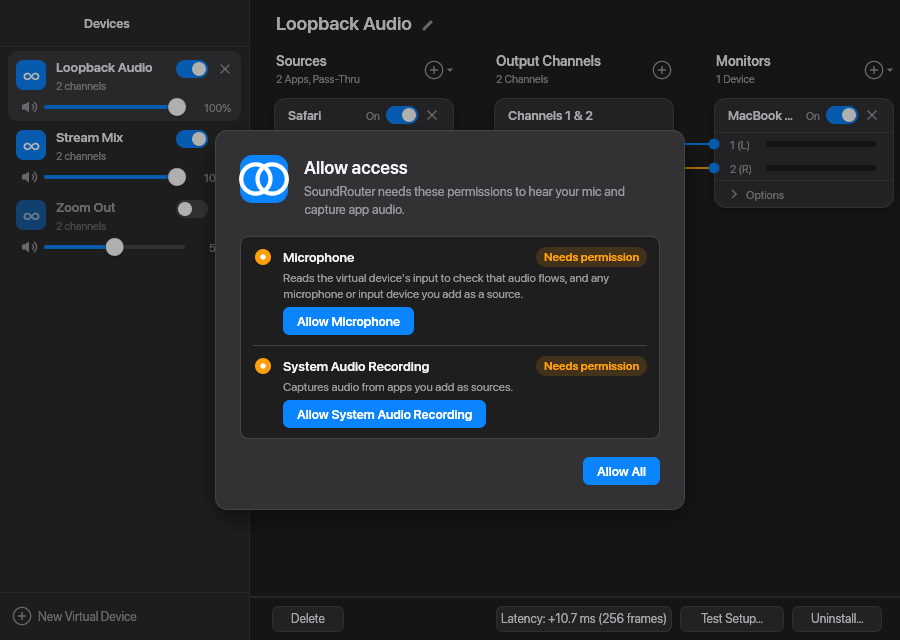 Devices
Loopback Audio
2 channels
100%
Stream Mix
2 channels
10
Zoom Out
2 channels
5
New Virtual Device
Loopback Audio
Sources
2 Apps, Pass-Thru
Output Channels
2 Channels
Monitors
1 Device
Safari
On
Channels 1 & 2
MacBook ...
On
1 (L)
2 (R)
Options
Allow access
SoundRouter needs these permissions to hear your mic and
capture app audio.
Microphone
Needs permission
Reads the virtual device's input to check that audio flows, and any
microphone or input device you add as a source.
Allow Microphone
System Audio Recording
Needs permission
Captures audio from apps you add as sources.
Allow System Audio Recording
Allow All
Delete
Latency: +10.7 ms (256 frames)
Test Setup...
Uninstall...